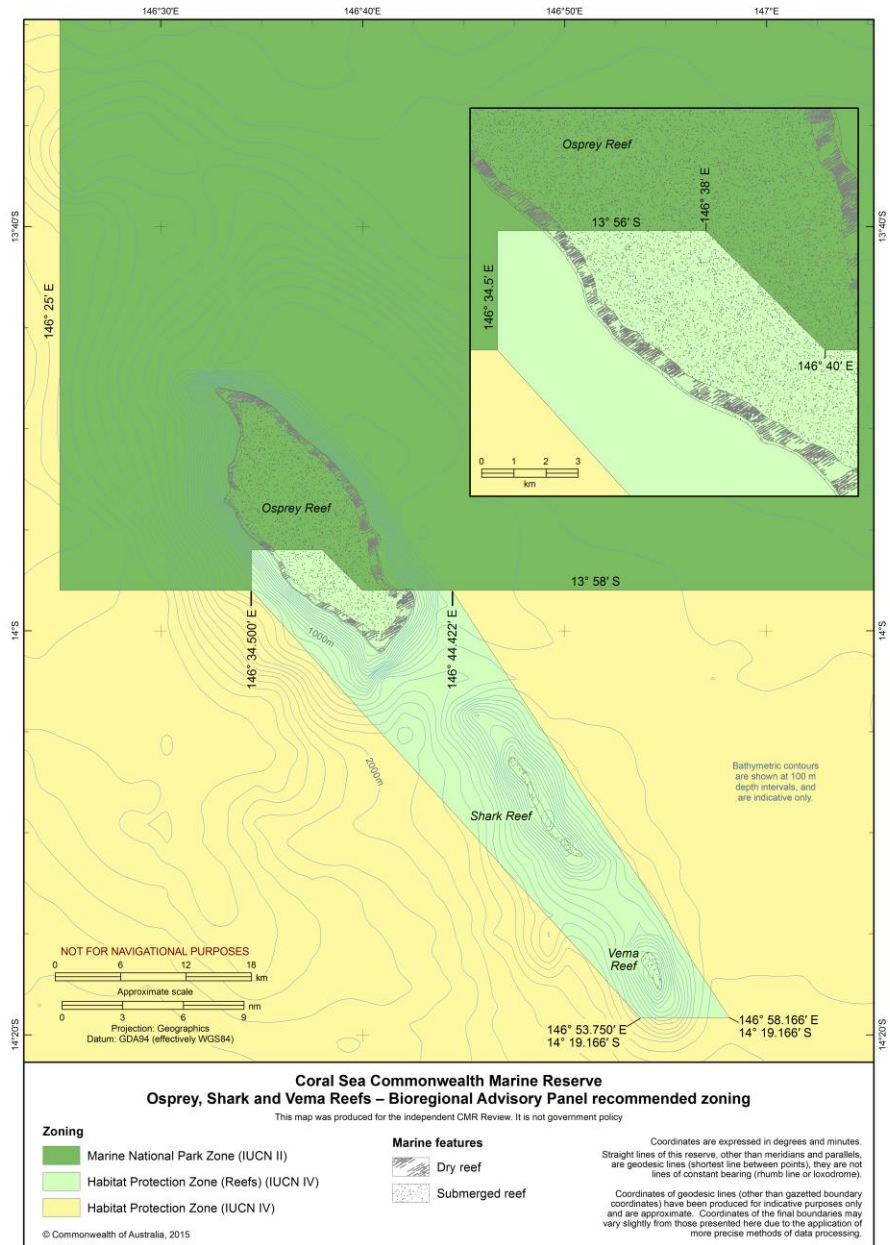 146°30'E
146°40'E
146°50'E
147°E
Osprey Reef
146° 38' E
13° 56' S
146° 34.5' E
146° 40' E
0 1 2 3
km
13°40'S
13°40'S
146° 25' E
Osprey Reef
13° 58' S
14°S
14°S
146° 34.500' E
1000m
146° 44.422' E
2000m
Bathymetric contours
are shown at 100 m
depth intervals, and
are indicative only.
Shark Reef
Vema
Reef
NOT FOR NAVIGATIONAL PURPOSES
0 6 12 18
km
Approximate scale
nm
0 3 6 9
Projection: Geographics
Datum: GDA94 (effectively WGS84)
146° 53.750' E
14° 19.166' S
146° 58.166' E
14° 19.166' S
14°20'S
14°20'S
Coral Sea Commonwealth Marine Reserve
Osprey, Shark and Vema Reefs – Bioregional Advisory Panel recommended zoning
This map was produced for the independent CMR Review. It is not government policy
Zoning
Marine National Park Zone (IUCN II)
Habitat Protection Zone (Reefs) (IUCN IV)
Habitat Protection Zone (IUCN IV)
© Commonwealth of Australia, 2015
Marine features
Dry reef
Submerged reef
Coordinates are expressed in degrees and minutes.
Straight lines of this reserve, other than meridians and parallels,
are geodesic lines (shortest line between points), they are not
lines of constant bearing (rhumb line or loxodrome).
Coordinates of geodesic lines (other than gazetted boundary
coordinates) have been produced for indicative purposes only
and are approximate. Coordinates of the final boundaries may
vary slightly from those presented here due to the application of
more precise methods of data processing.